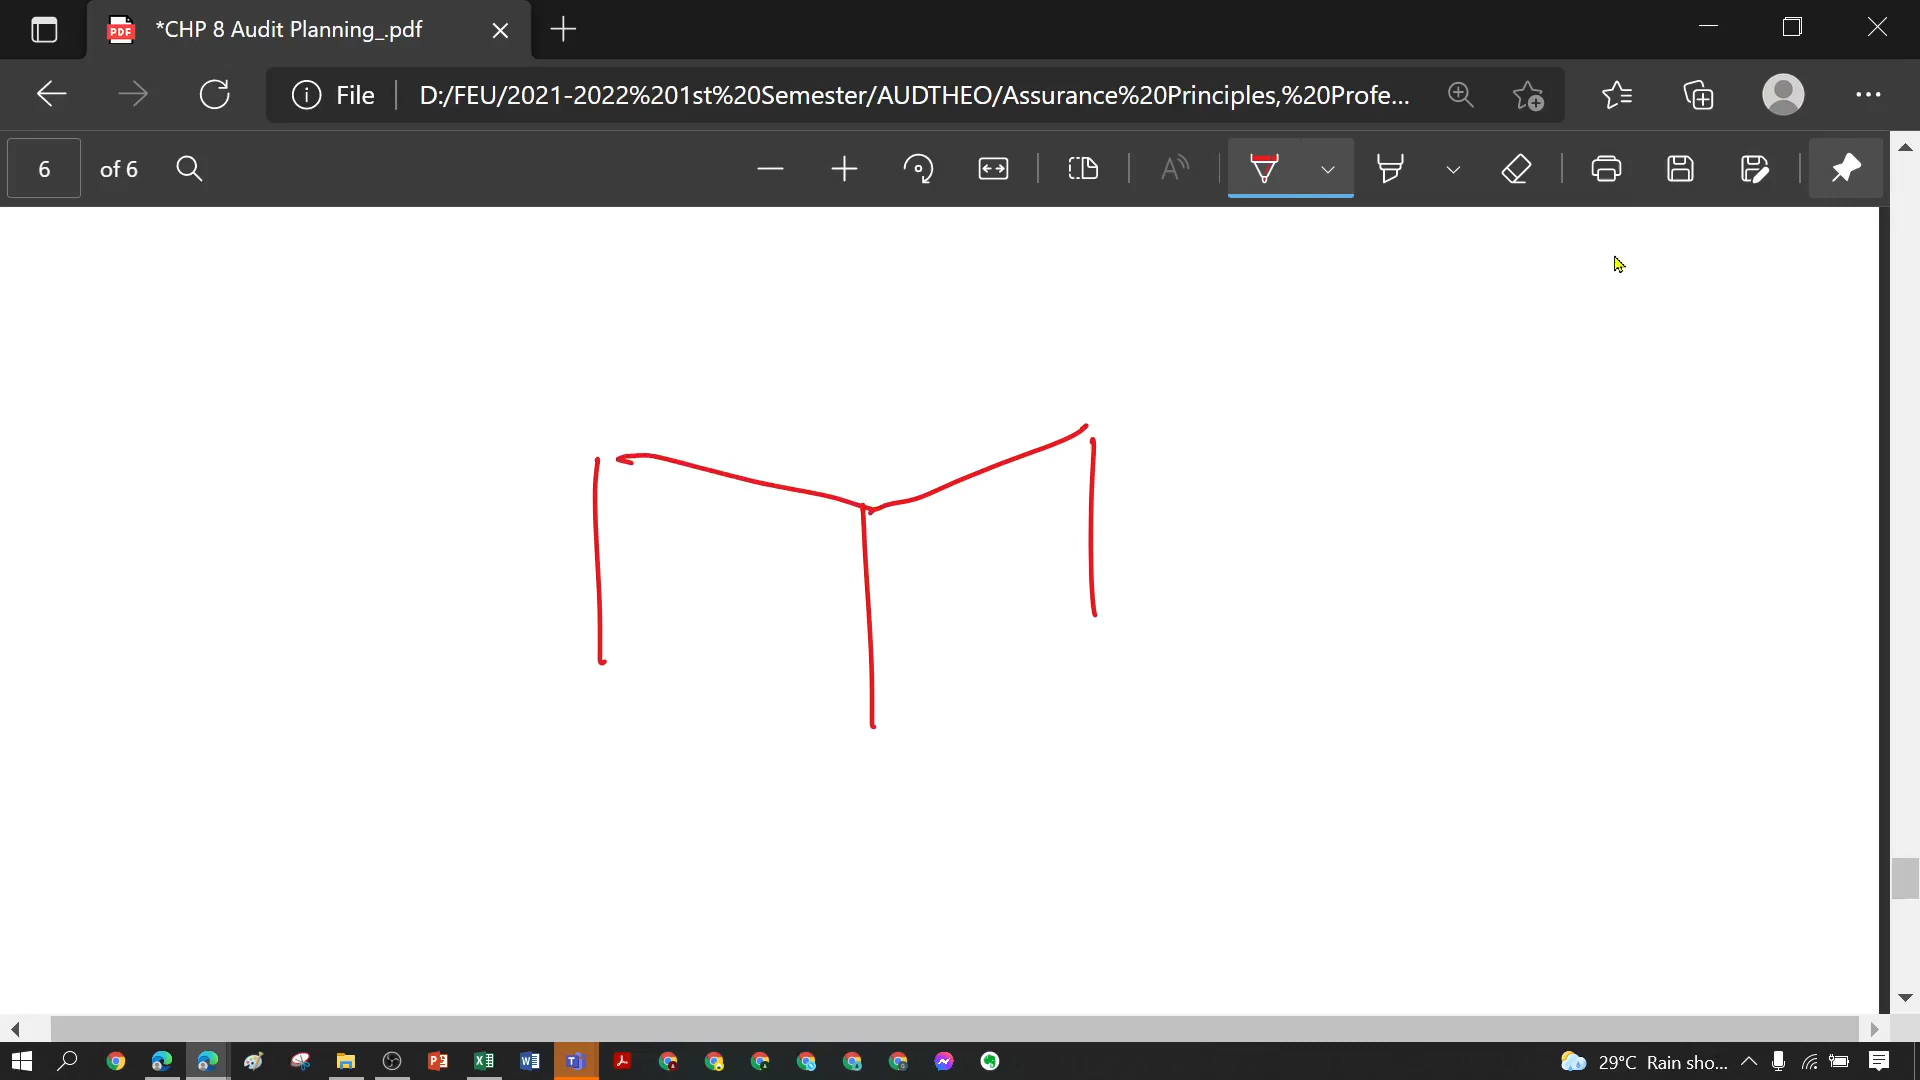 *CHP 8 Audit Planning_.pdf
File D:/FEU/2021-2022%201st%20Semester/AUDTHEO/Assurance%20Principles,%20Profe...
6 of 6
29°C Rain sho...